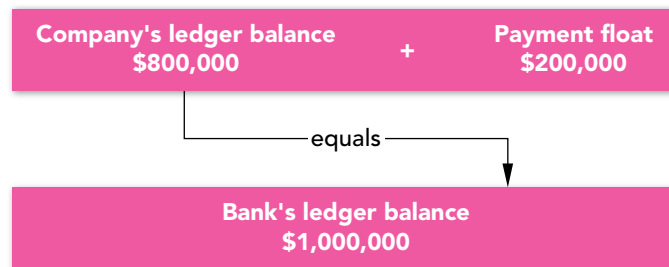 Company's ledger balance
$800,000
+
Payment float
$200,000
equals
Bank's ledger balance
$1,000,000